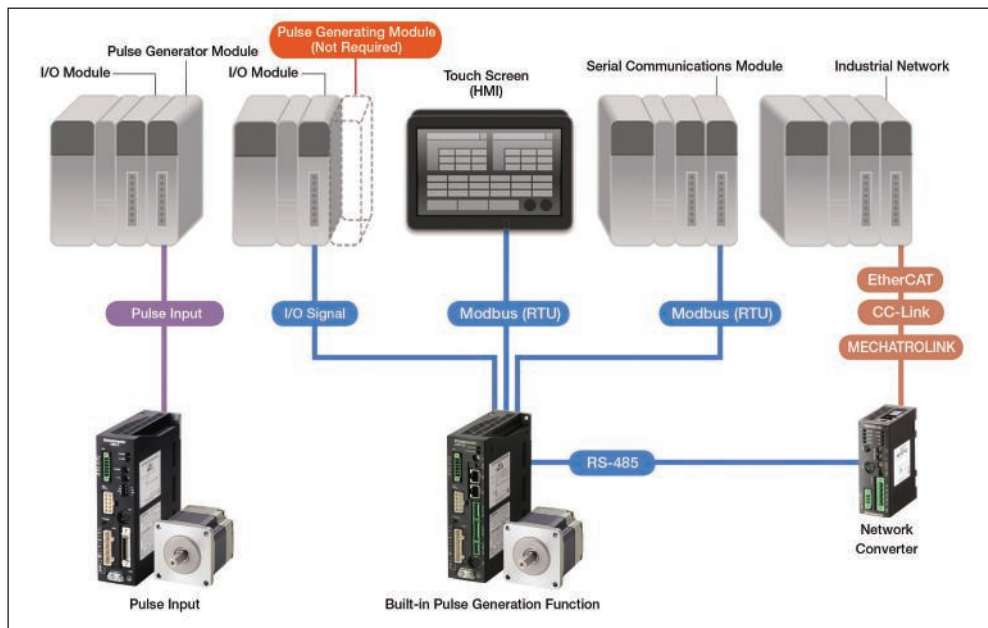 Pulse Generating Module
(Not Required)
Pulse Generator Module
I/O Module
I/O Module
Touch Screen
(HMI)
Serial Communications Module
Industrial Network
EtherCAT
Pulse Input
I/O Signal
Modbus (RTU)
Modbus (RTU)
CC-Link
MECHATROLINK
RS-485
Network
Converter
Pulse Input
Built-in Pulse Generation Function